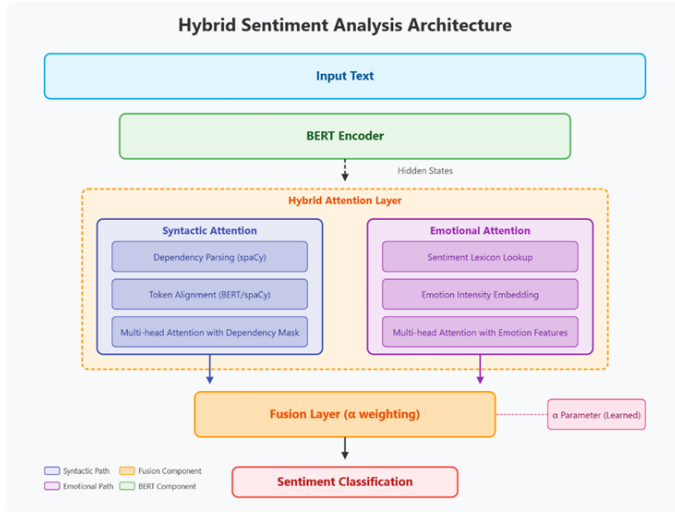 Hybrid Sentiment Analysis Architecture
Input Text
BERT Encoder
Hidden States
Hybrid Attention Layer
Syntactic Attention
Dependency Parsing (spaCy)
Token Alignment (BERT/spaCy)
Multi-head Attention with Dependency Mask
Emotional Attention
Sentiment Lexicon Lookup
Emotion Intensity Embedding
Multi-head Attention with Emotion Features
Fusion Layer (α weighting)
α Parameter (Learned)
Sentiment Classification
Syntactic Path
Fusion Component
Emotional Path
BERT Component